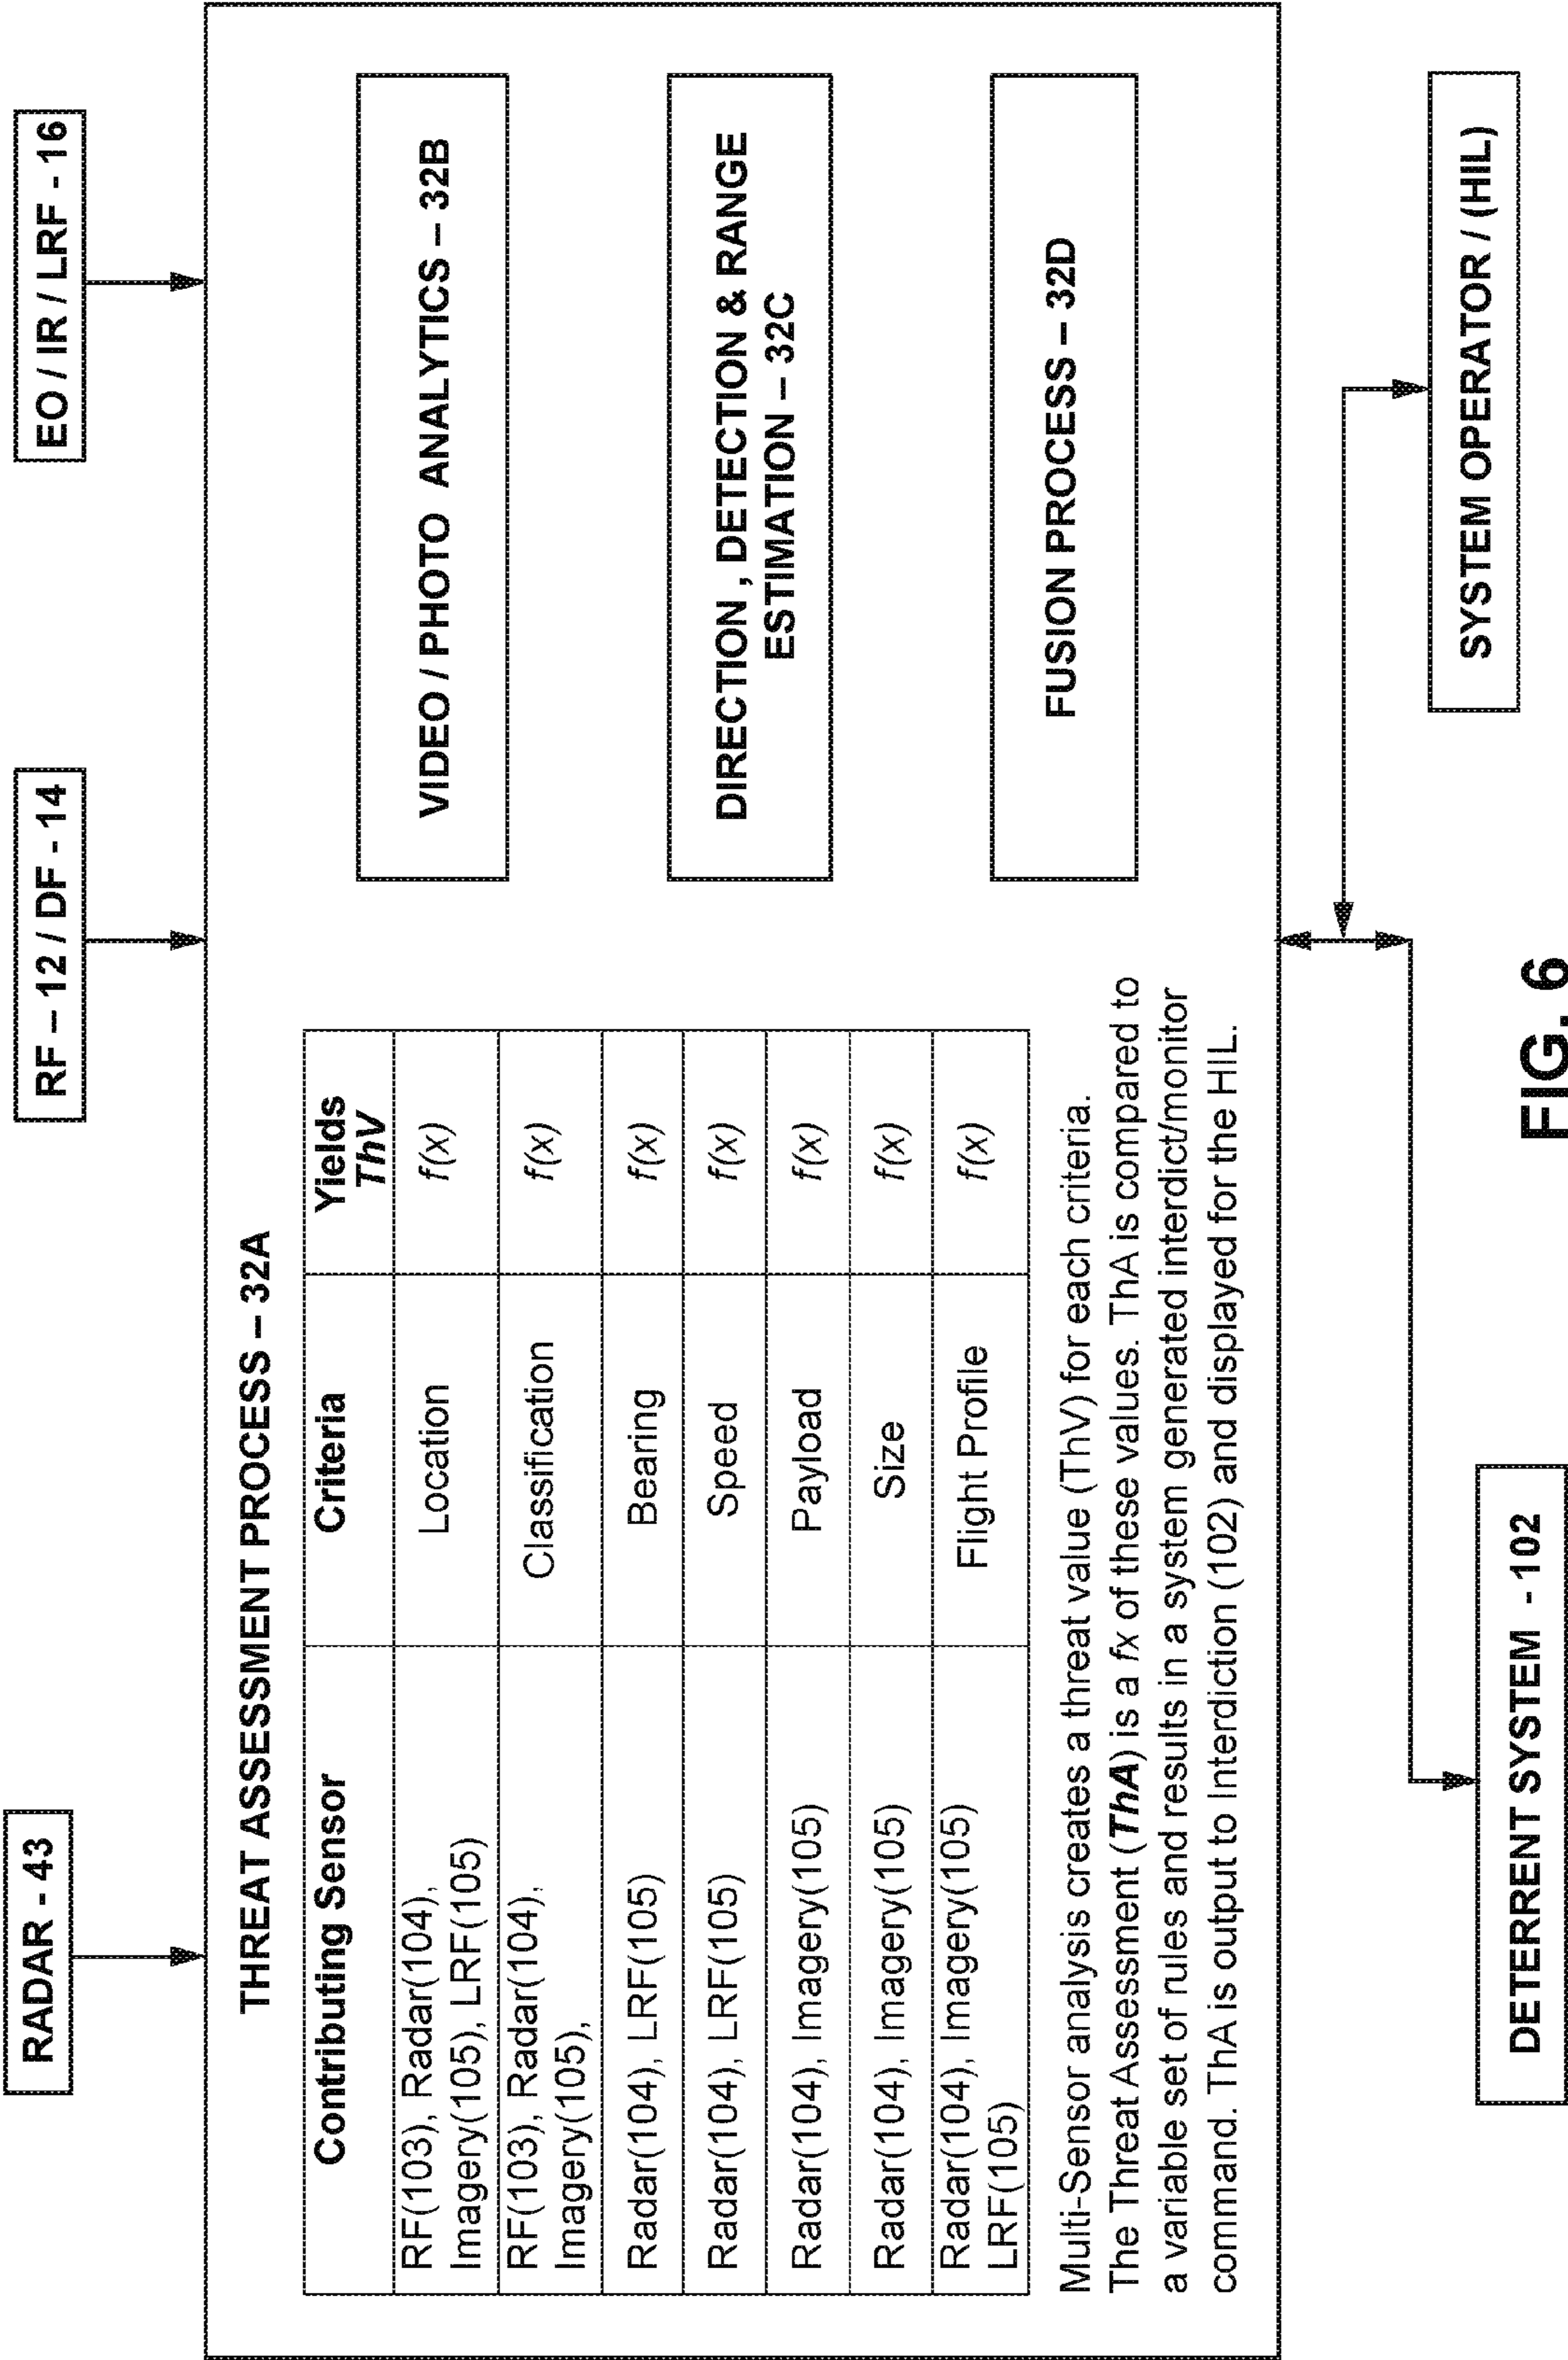 RADAR - 43
RF – 12 / DF - 14
EO / IR / LRF - 16
THREAT ASSESSMENT PROCESS – 32A
Contributing Sensor
Criteria
Yields
ThV
RF(103), Radar(104),
Imagery(105), LRF(105)
Location
f(x)
RF(103), Radar(104),
Imagery(105),
Classification
f(x)
Radar(104), LRF(105)
Bearing
f(x)
Radar(104), LRF(105)
Speed
f(x)
Radar(104), Imagery(105)
Payload
f(x)
Radar(104), Imagery(105)
Size
f(x)
Radar(104), Imagery(105)
LRF(105)
Flight Profile
f(x)
Multi-Sensor analysis creates a threat value (ThV) for each criteria.
The Threat Assessment (ThA) is a fx of these values. ThA is compared to
a variable set of rules and results in a system generated interdict/monitor
command. ThA is output to Interdiction (102) and displayed for the HIL.
VIDEO / PHOTO ANALYTICS – 32B
DIRECTION , DETECTION & RANGE
ESTIMATION – 32C
FUSION PROCESS – 32D
DETERRENT SYSTEM - 102
SYSTEM OPERATOR / (HIL)
FIG. 6